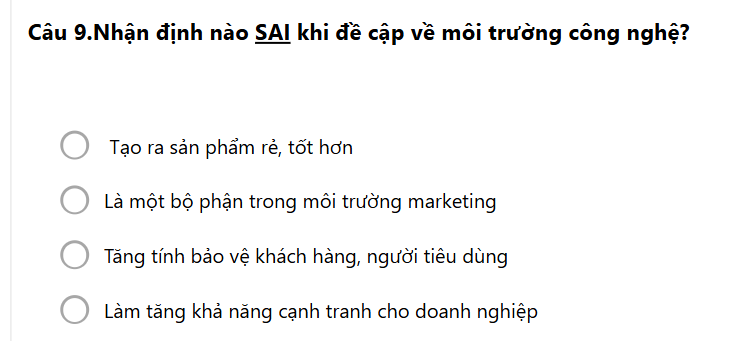 Câu 9.Nhận định nào SAI khi đề cập về môi trường công nghệ?
Tạo ra sản phẩm rẻ, tốt hơn
Là một bộ phận trong môi trường marketing
Tăng tính bảo vệ khách hàng, người tiêu dùng
Làm tăng khả năng cạnh tranh cho doanh nghiệp